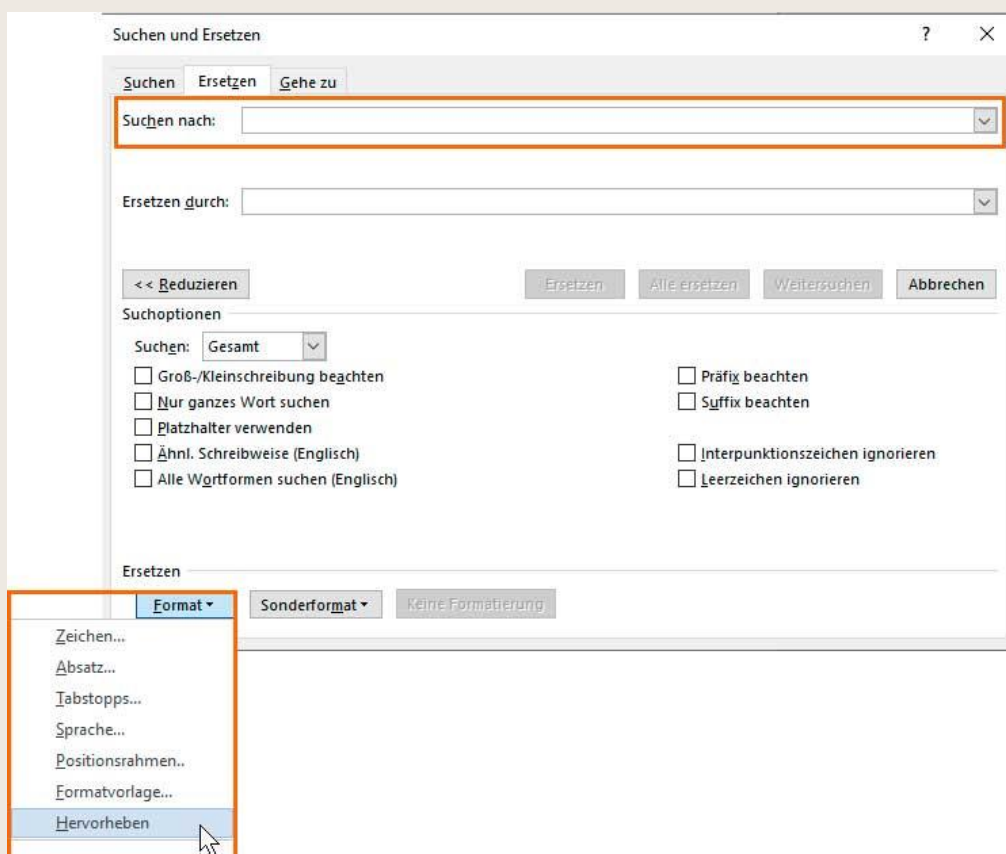 Suchen und Ersetzen ?
Suchen Ersetzen Gehe zu
Suchen nach:
Ersetzen durch:
<< Reduzieren Ersetzen Alle ersetzen Weitersuchen Abbrechen
Suchoptionen
Suchen: Gesamt
Groß-/Kleinschreibung beachten Präfix beachten
Nur ganzes Wort suchen Suffix beachten
Platzhalter verwenden
Ähnl. Schreibweise (Englisch) Interpunktionszeichen ignorieren
Alle Wortformen suchen (Englisch) Leerzeichen ignorieren
Ersetzen
Format Sonderformat Keine Formatierung
Zeichen...
Absatz...
Tabstopps...
Sprache...
Positionsrahmen..
Formatvorlage...
Hervorheben